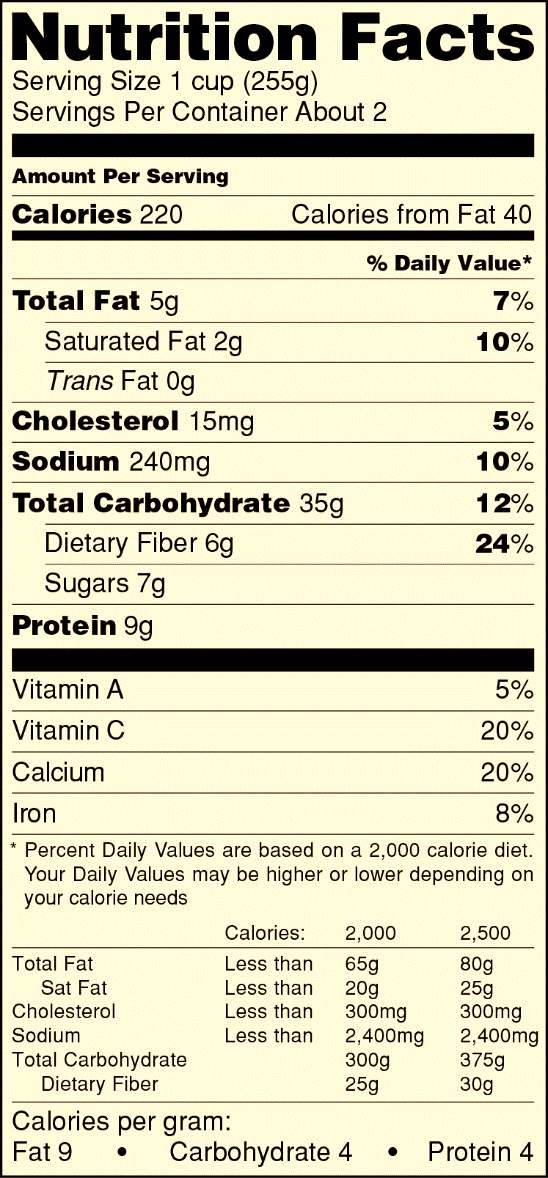 Nutrition Facts
Serving Size 1 cup (255g)
Servings Per Container About 2
Amount Per Serving
Calories 220 Calories from Fat 40
% Daily Value*
Total Fat 5g 7%
Saturated Fat 2g 10%
Trans Fat 0g
Cholesterol 15mg 5%
Sodium 240mg 10%
Total Carbohydrate 35g 12%
Dietary Fiber 6g 24%
Sugars 7g
Protein 9g
Vitamin A 5%
Vitamin C 20%
Calcium 20%
Iron 8%
* Percent Daily Values are based on a 2,000 calorie diet.
Your Daily Values may be higher or lower depending on
your calorie needs
Calories: 2,000 2,500
Total Fat Less than 65g 80g
Sat Fat Less than 20g 25g
Cholesterol Less than 300mg 300mg
Sodium Less than 2,400mg 2,400mg
Total Carbohydrate 300g 375g
Dietary Fiber 25g 30g
Calories per gram:
Fat 9 • Carbohydrate 4 • Protein 4